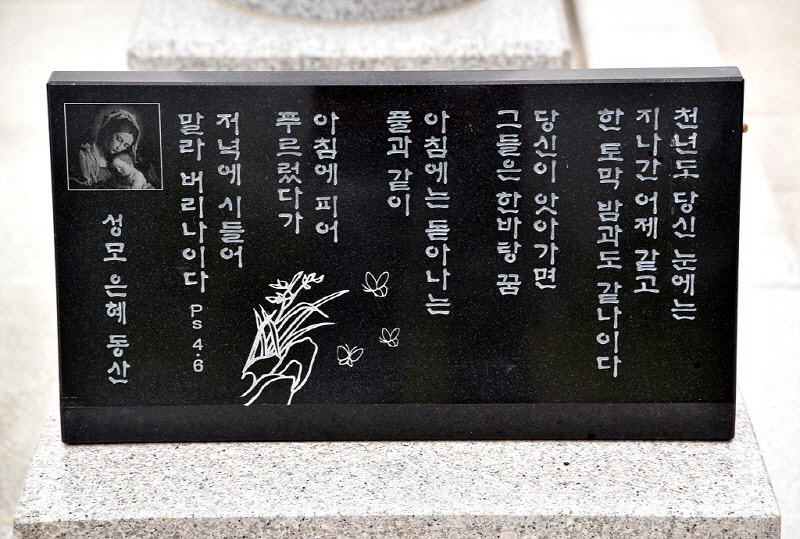 천년도 당신 눈에는
지나간 어제 같고
한 토막 밤과도 같나이다
당신이 앗아가면
그들은 한바탕 꿈
아침에는 돋아나는
풀과 같이
아침에 피어
푸르렀다가
저녁에 시들어
말라 버리나이다 Ps 4·6
성모 은혜 동산